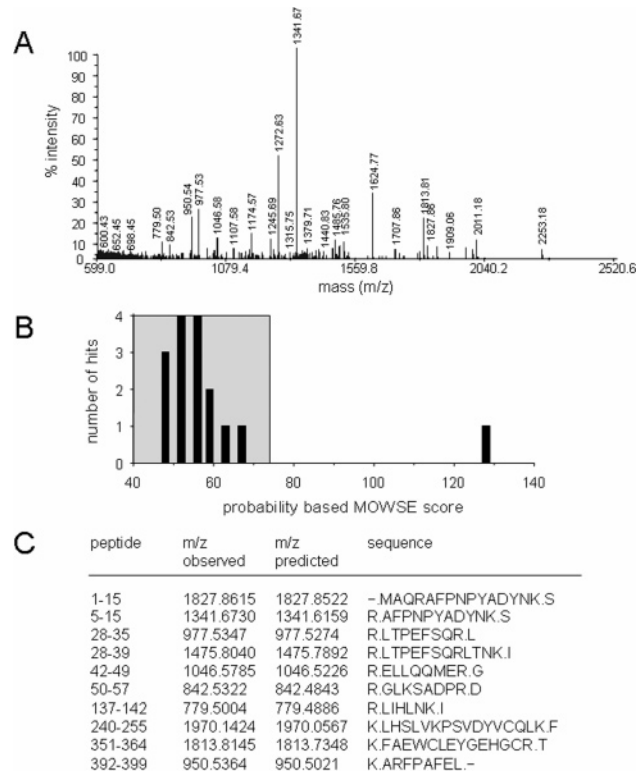 A
1341.67
100
90
80
70
60
50
40
30
20
10
0
% intensity
600.43
652.45
698.45
779.50
842.53
950.54
977.53
1046.58
1107.58
1174.57
1245.69
1272.63
1315.75
1379.71
1440.83
1485.76
1535.80
1624.77
1707.86
1813.81
1827.86
1909.06
2011.18
2253.18
599.0 1079.4 1559.8 2040.2 2520.6
mass (m/z)
B
4
3
2
1
0
number of hits
40 60 80 100 120 140
probability based MOWSE score
C
peptide m/z observed m/z predicted sequence
1-15 1827.8615 1827.8522 –.MAQRAFPNPYADYNK.S
5-15 1341.6730 1341.6159 R.AFPNPYADYNK.S
28-35 977.5347 977.5274 R.LTPEFSQR.L
28-39 1475.8040 1475.7892 R.LTPEFSQRLTNK.I
42-49 1046.5785 1046.5226 R.ELLQQMER.G
50-57 842.5322 842.4843 R.GLKSADPR.D
137-142 779.5004 779.4886 R.LIHLNK.I
240-255 1970.1424 1970.0567 K.LHSLVKPSVDYVCQLK.F
351-364 1813.8145 1813.7348 K.FAEWCLEYGEHGCR.T
392-399 950.5364 950.5021 K.ARFPAFEL.–